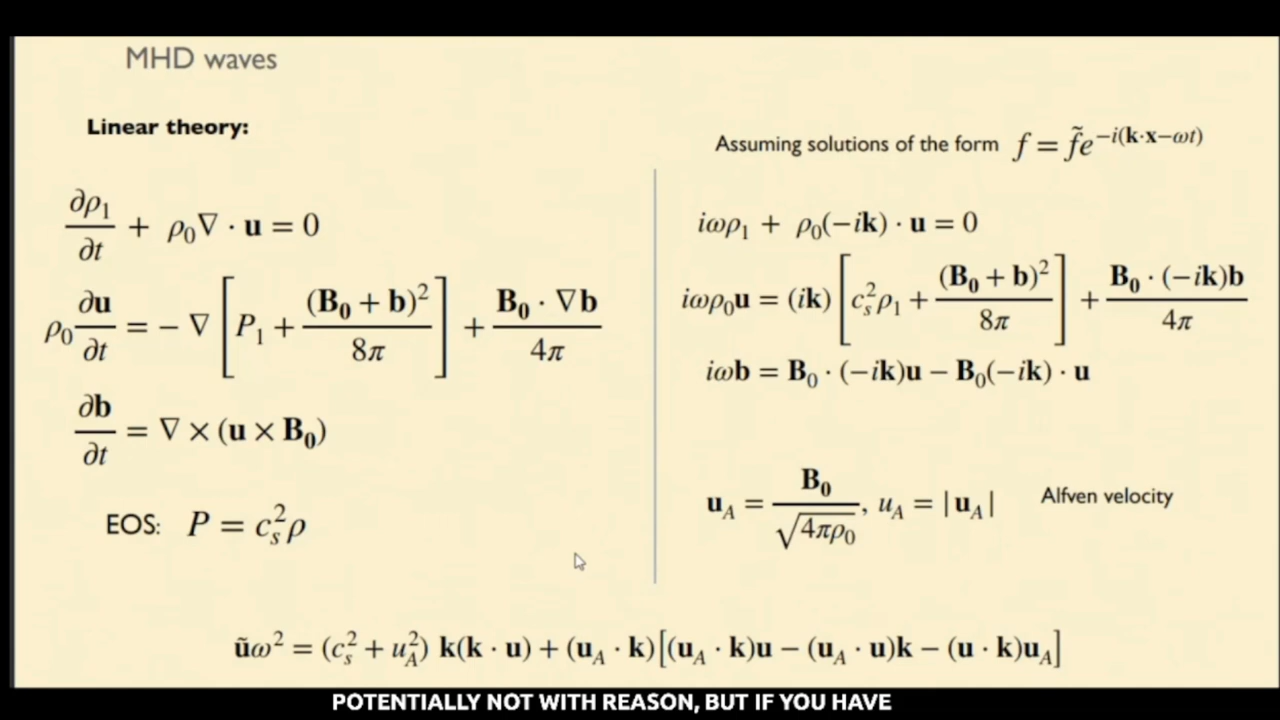 MHD waves
Linear theory:
∂ρ₁/∂t + ρ₀∇ · u = 0
ρ₀ ∂u/∂t = − ∇ [P₁ + (B₀ + b)²/8π] + B₀ · ∇b/4π
∂b/∂t = ∇ × (u × B₀)
EOS: P = cₛ²ρ
Assuming solutions of the form f = f̃e^{−i(k·x−ωt)}
iωρ₁ + ρ₀(−ik) · u = 0
iωρ₀u = (ik) [cₛ²ρ₁ + (B₀ + b)²/8π] + B₀ · (−ik)b/4π
iωb = B₀ · (−ik)u − B₀(−ik) · u
u_A = B₀/√4πρ₀, u_A = |u_A| Alfven velocity
ũω² = (cₛ² + u_A²) k(k · u) + (u_A · k)[(u_A · k)u − (u_A · u)k − (u · k)u_A]
POTENTIALLY NOT WITH REASON, BUT IF YOU HAVE